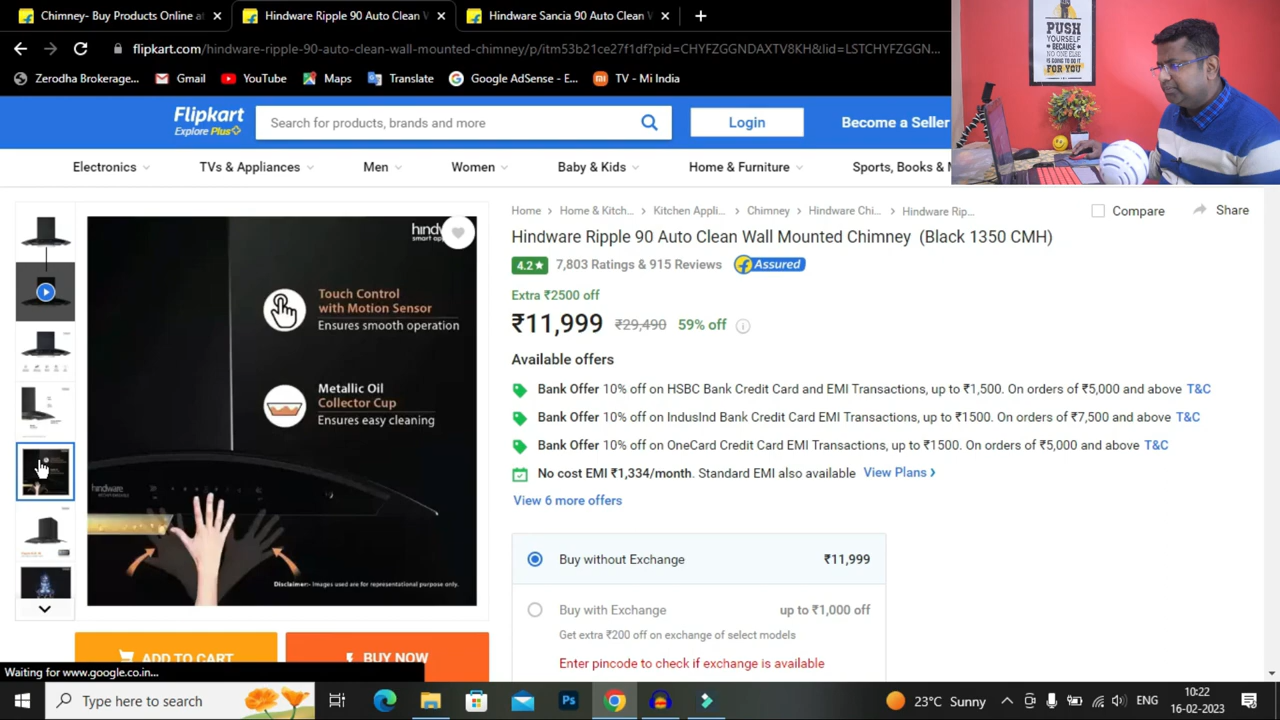 Chimney- Buy Products Online at
Hindware Ripple 90 Auto Clean W
Hindware Sancia 90 Auto Clean W
flipkart.com/hindware-ripple-90-auto-clean-wall-mounted-chimney/p/itm53b21ce27f1df?pid=CHYFZGGNDAXTV8KH&lid=LSTCHYFZGGN...
Zerodha Brokerage... Gmail YouTube Maps Translate Google Adsense - E... TV - Mi India
PUSH
YOURSELF
BECAUSE
NO ONE ELSE
IS GOING TO DO IT
FOR YOU
Flipkart
Explore Plus
Search for products, brands and more
Login
Become a Seller
Electronics TVs & Appliances Men Women Baby & Kids Home & Furniture Sports, Books & M
Home > Home & Kitch... > Kitchen Appli... > Chimney > Hindware Chi... > Hindware Rip...
Compare Share
Hindware Ripple 90 Auto Clean Wall Mounted Chimney (Black 1350 CMH)
4.2★ 7,803 Ratings & 915 Reviews Assured
Extra ₹2500 off
₹11,999 ₹29,490 59% off
Available offers
Bank Offer 10% off on HSBC Bank Credit Card and EMI Transactions, up to ₹1,500. On orders of ₹5,000 and above T&C
Bank Offer 10% off on IndusInd Bank Credit Card EMI Transactions, up to ₹1500. On orders of ₹7,500 and above T&C
Bank Offer 10% off on OneCard Credit Card EMI Transactions, up to ₹1500. On orders of ₹5,000 and above T&C
No cost EMI ₹1,334/month. Standard EMI also available View Plans
View 6 more offers
Buy without Exchange ₹11,999
Buy with Exchange up to ₹1,000 off
Get extra ₹200 off on exchange of select models
Enter pincode to check if exchange is available
hindw
smart ap
Touch Control
with Motion Sensor
Ensures smooth operation
Metallic Oil
Collector Cup
Ensures easy cleaning
hindware
Disclaimer:- Images used are for representational purpose only.
ADD TO CART
BUY NOW
Waiting for www.google.co.in...
Type here to search
Ps
23°C Sunny
ENG
10:22
16-02-2023